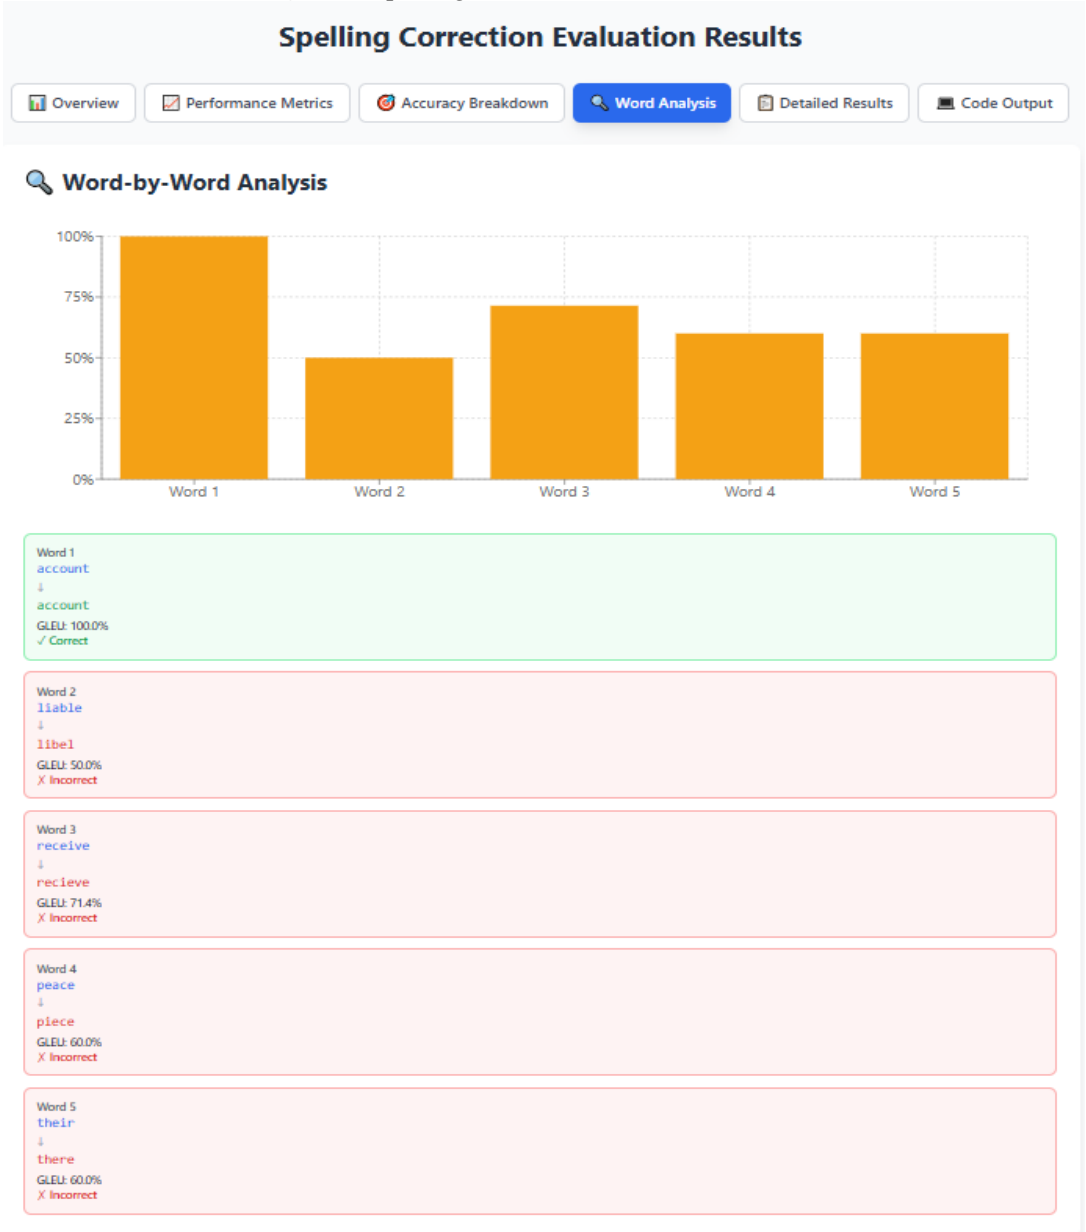 Spelling Correction Evaluation Results
Overview
Performance Metrics
Accuracy Breakdown
Word Analysis
Detailed Results
Code Output
Word-by-Word Analysis
100%
75%
50%
25%
0%
Word 1
Word 2
Word 3
Word 4
Word 5
Word 1
account
↓
account
GLEU: 100.0%
✓ Correct
Word 2
liable
↓
libel
GLEU: 50.0%
✗ Incorrect
Word 3
receive
↓
recieve
GLEU: 71.4%
✗ Incorrect
Word 4
peace
↓
piece
GLEU: 60.0%
✗ Incorrect
Word 5
their
↓
there
GLEU: 60.0%
✗ Incorrect